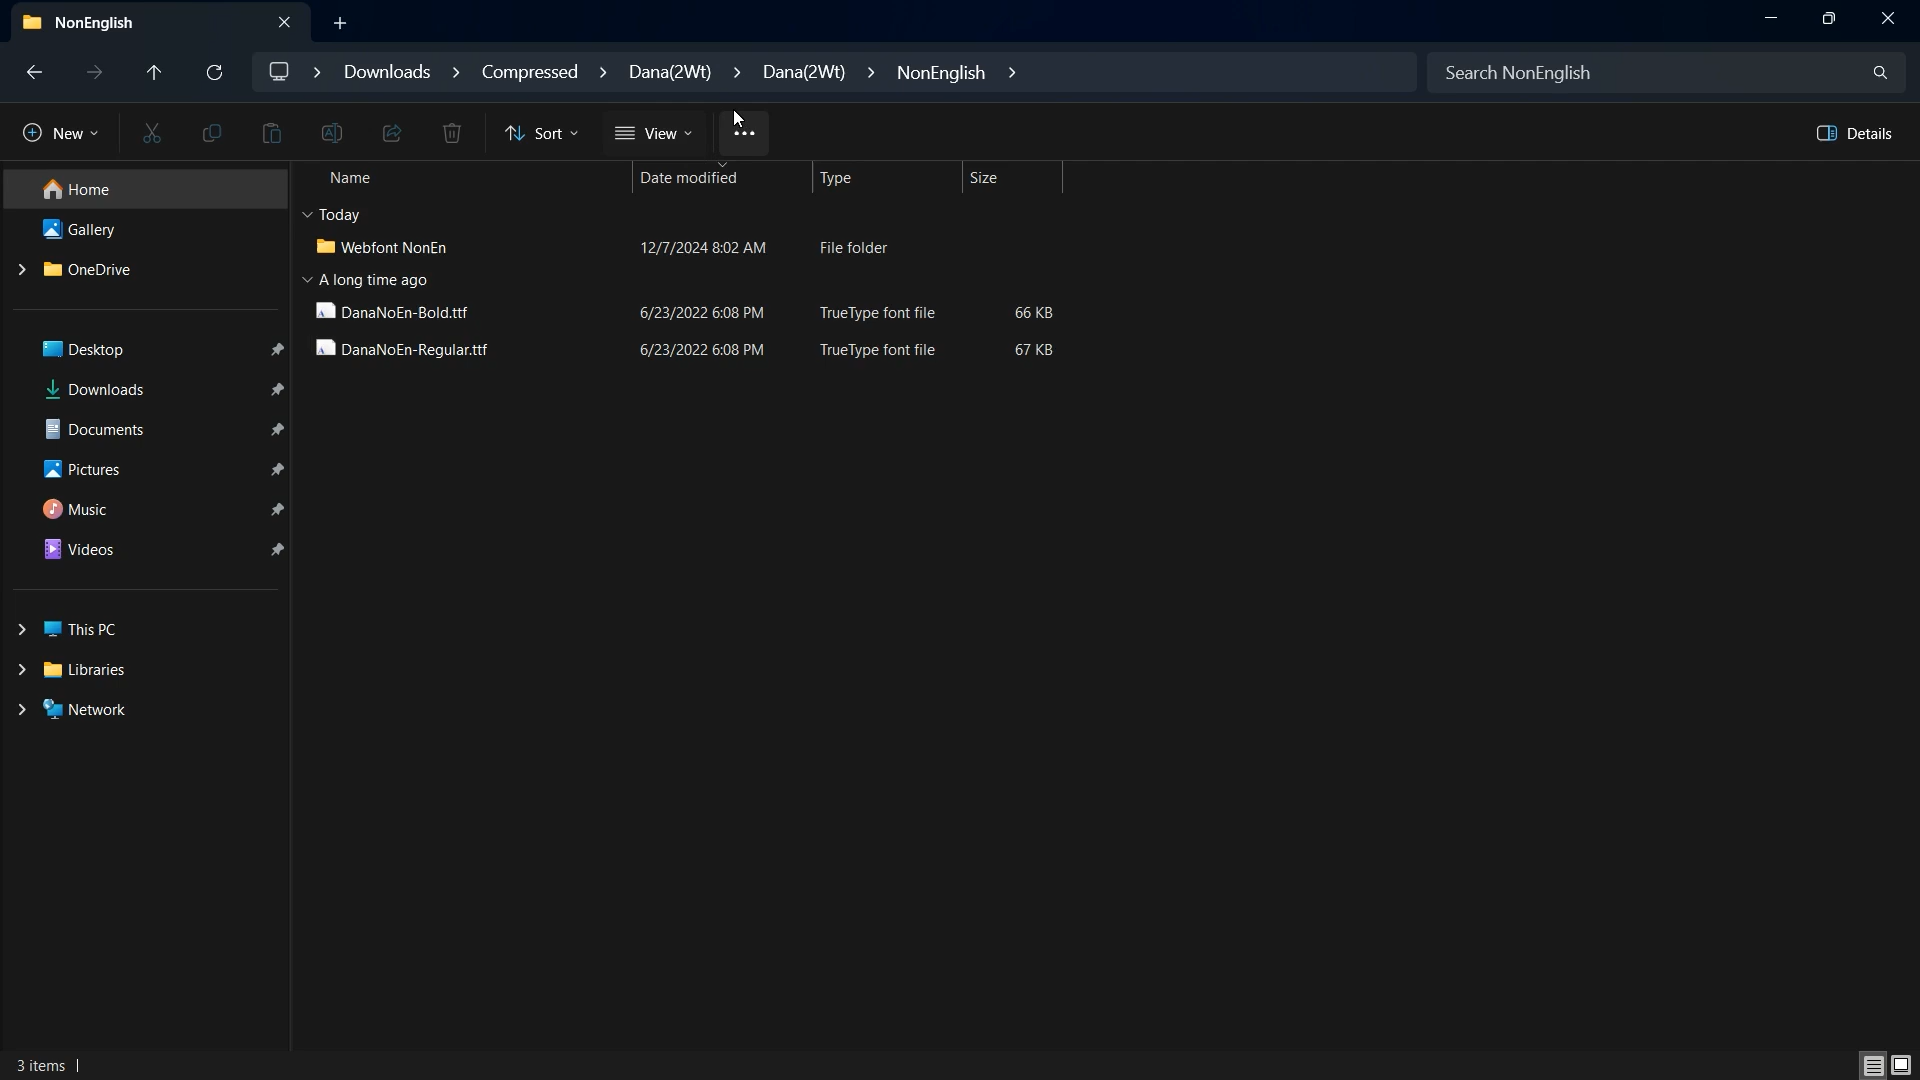 NonEnglish
Downloads > Compressed > Dana(2Wt) > Dana(2Wt) > NonEnglish >
Search NonEnglish
New
Sort
View
Details
Home
Gallery
OneDrive
Desktop
Downloads
Documents
Pictures
Music
Videos
This PC
Libraries
Network
Name Date modified Type Size
Today
Webfont NonEn 12/7/2024 8:02 AM File folder
A long time ago
DanaNoEn-Bold.ttf 6/23/2022 6:08 PM TrueType font file 66 KB
DanaNoEn-Regular.ttf 6/23/2022 6:08 PM TrueType font file 67 KB
3 items